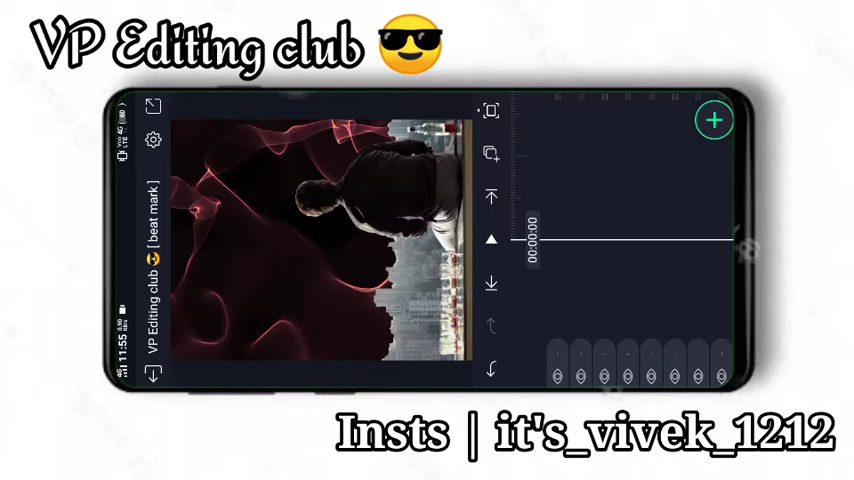 VP Editing club 😎
11:55
VP Editing club 😎 [ beat mark ]
00:00:00
Insts | it's_vivek_1212